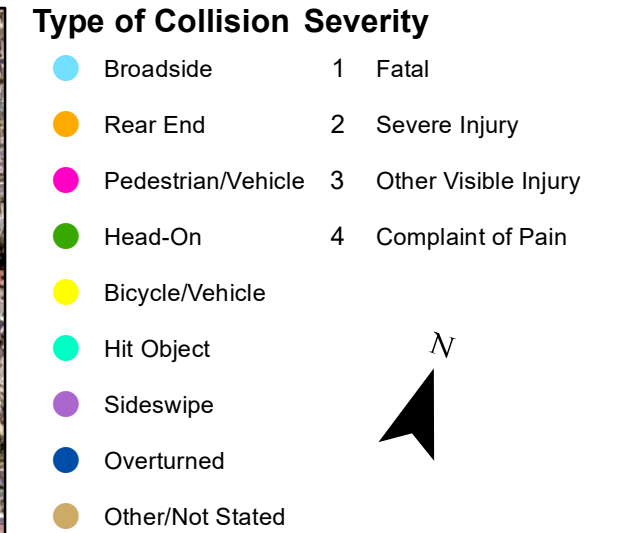 Type of Collision Severity
Broadside 1 Fatal
Rear End 2 Severe Injury
Pedestrian/Vehicle 3 Other Visible Injury
Head-On 4 Complaint of Pain
Bicycle/Vehicle
Hit Object
N
Sideswipe
Overturned
Other/Not Stated